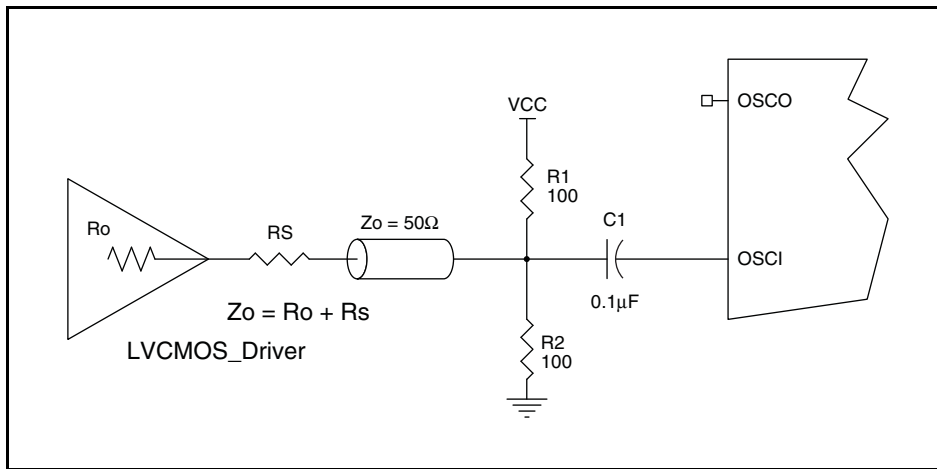 OSCO
VCC
R1
100
Ro
RS
Zo = 50Ω
C1
OSCI
0.1µF
Zo = Ro + Rs
R2
100
LVCMOS_Driver